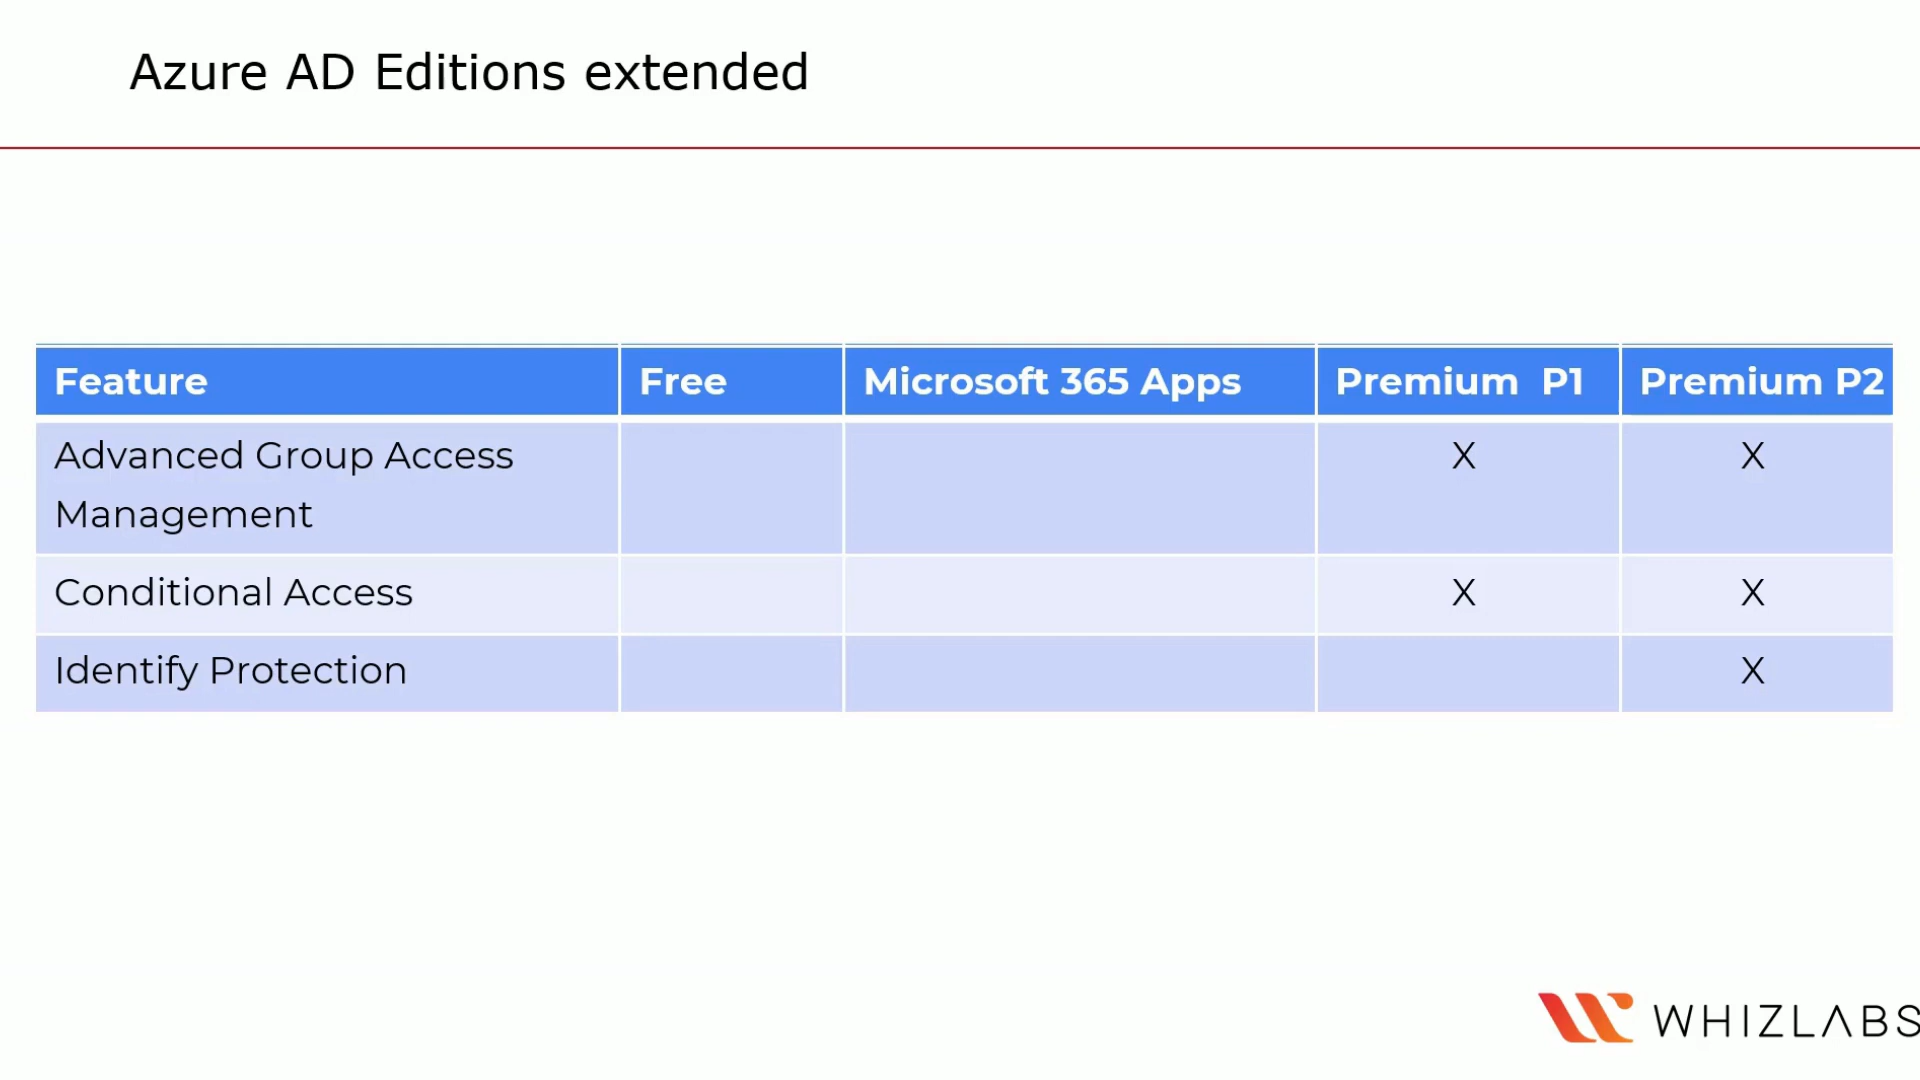 Azure AD Editions extended
Feature Free Microsoft 365 Apps Premium P1 Premium P2
Advanced Group Access X X
Management
Conditional Access X X
Identify Protection X
WHIZLABS